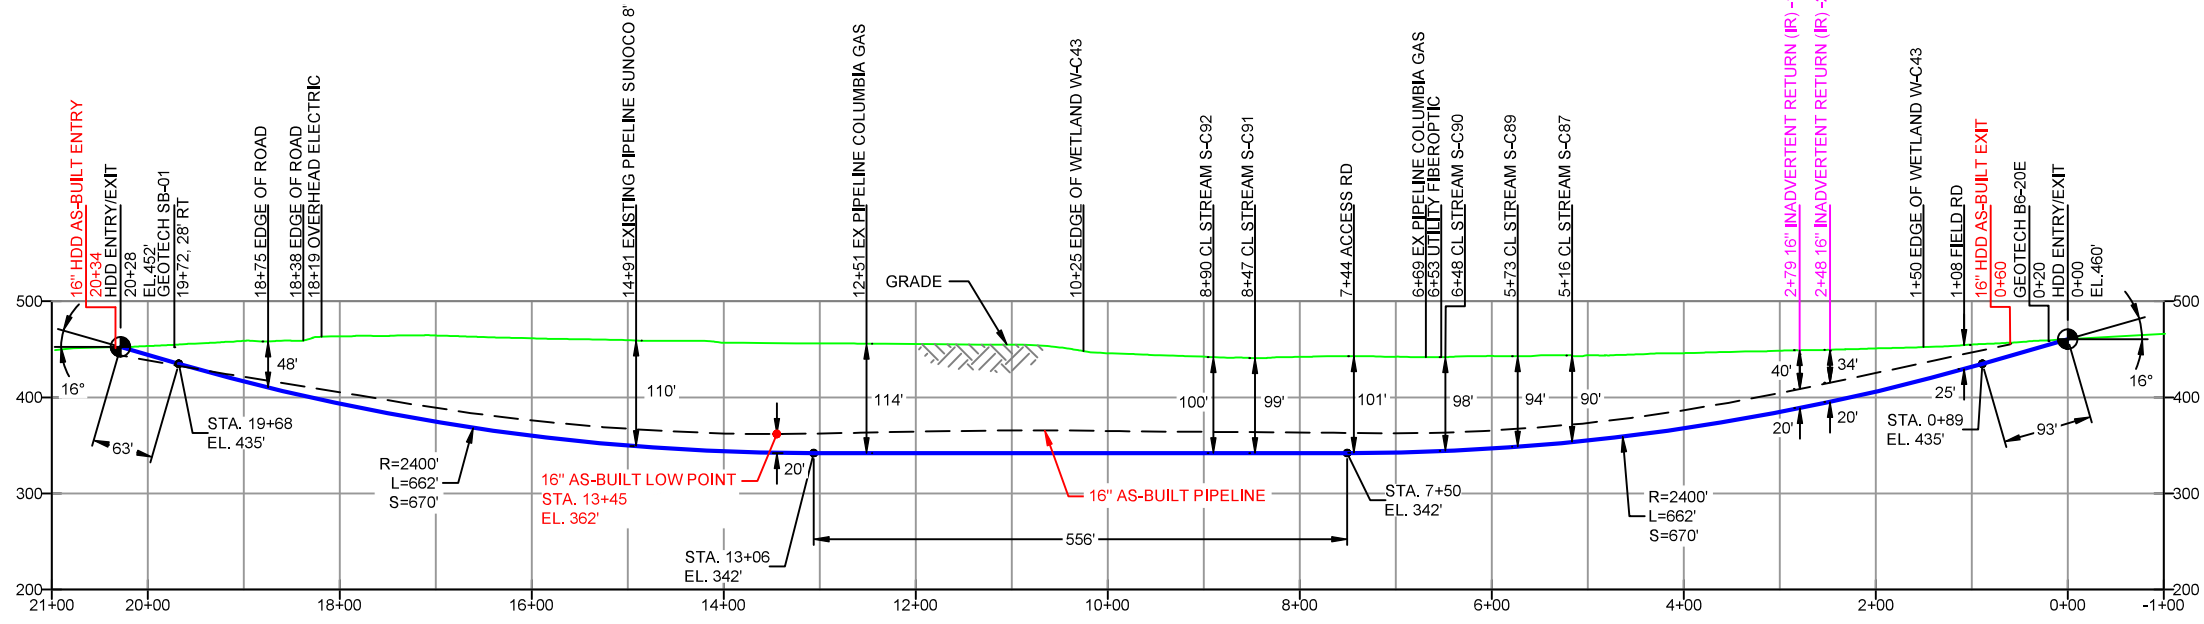 16" HDD AS-BUILT ENTRY
20+34
HDD ENTRY/EXIT
20+28
EL.452'
GEOTECH SB-01
19+72, 28' RT
18+75 EDGE OF ROAD
18+38 EDGE OF ROAD
18+19 OVERHEAD ELECTRIC
14+91 EXISTING PIPELINE SUNOCO 8'
12+51 EX PIPELINE COLUMBIA GAS
10+25 EDGE OF WETLAND W-C43
8+90 CL STREAM S-C92
8+47 CL STREAM S-C91
7+44 ACCESS RD
6+69 EX PIPELINE COLUMBIA GAS
6+53 UTILITY FIBEROPTIC
6+48 CL STREAM S-C90
5+73 CL STREAM S-C89
5+16 CL STREAM S-C87
2+79 16" INADVERTENT RETURN (IR) -
2+48 16" INADVERTENT RETURN (IR) -
1+50 EDGE OF WETLAND W-C43
1+08 FIELD RD
16" HDD AS-BUILT EXIT
0+60
GEOTECH B6-20E
0+20
HDD ENTRY/EXIT
0+00
EL.460'
GRADE
500
500
400
400
300
300
200
200
16°
16°
48'
110'
114'
100'
99'
101'
98'
94'
90'
40'
34'
20'
20'
25'
63'
STA. 19+68
EL. 435'
R=2400'
L=662'
S=670'
16" AS-BUILT LOW POINT
STA. 13+45
EL. 362'
20'
16" AS-BUILT PIPELINE
STA. 13+06
EL. 342'
556'
STA. 7+50
EL. 342'
R=2400'
L=662'
S=670'
STA. 0+89
EL. 435'
93'
21+00
20+00
18+00
16+00
14+00
12+00
10+00
8+00
6+00
4+00
2+00
0+00
-1+00